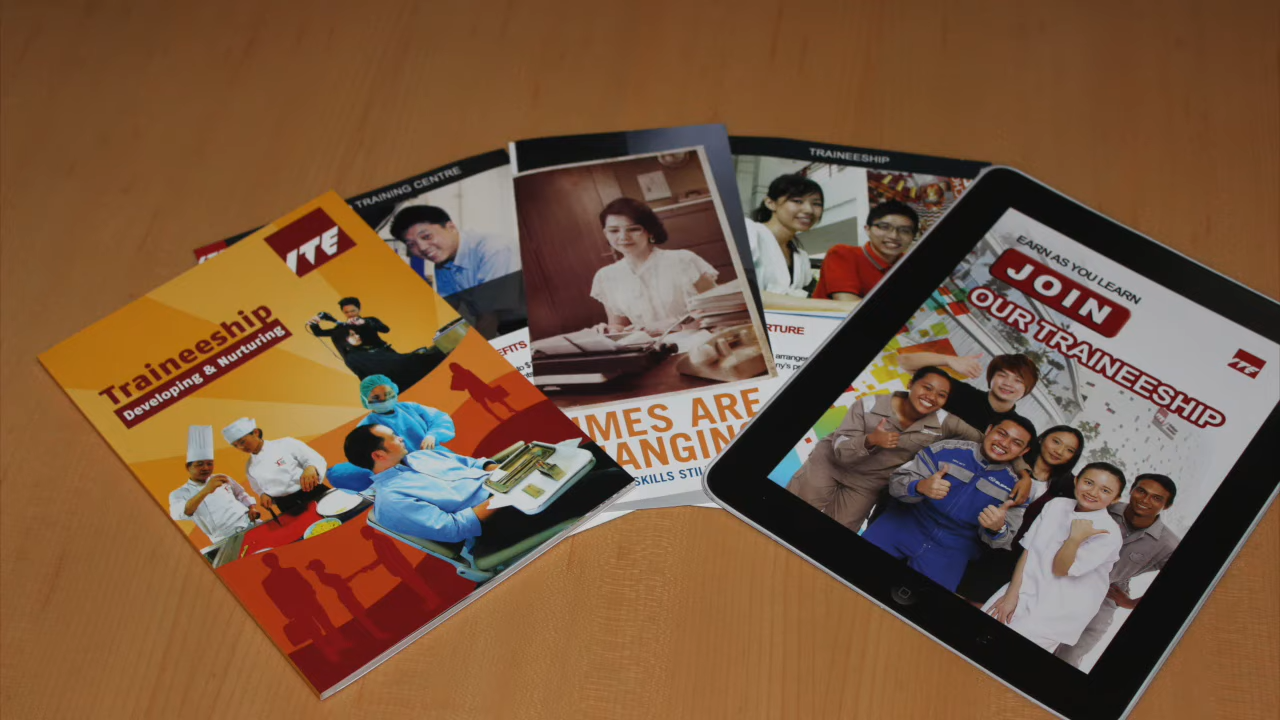 ITE
Traineeship
Developing & Nurturing
TRAINING CENTRE
IMES ARE
ANGING
SKILLS STIL
TRAINEESHIP
EFITS
RTURE
EARN AS YOU LEARN
JOIN
OUR TRAINEESHIP
ITE